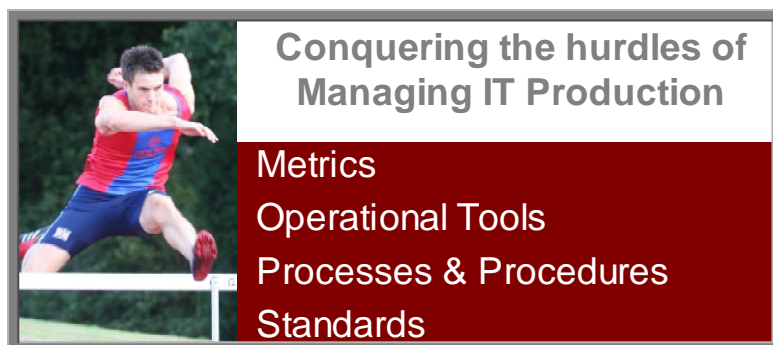 Conquering the hurdles of
Managing IT Production
Metrics
Operational Tools
Processes & Procedures
Standards